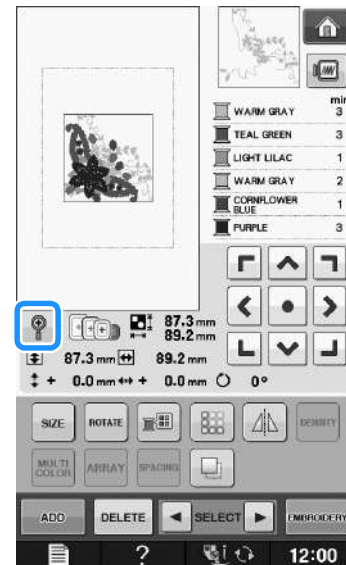 min
WARM GRAY 3
TEAL GREEN 3
LIGHT LILAC 1
WARM GRAY 2
CORNFLOWER BLUE 1
PURPLE 3
87.3 mm
89.2 mm
87.3 mm 89.2 mm
+ 0.0 mm + 0.0 mm 0°
SIZE ROTATE DENSITY
MULTI COLOR ARRAY SPACING
ADD DELETE SELECT EMBROIDERY
? 12:00